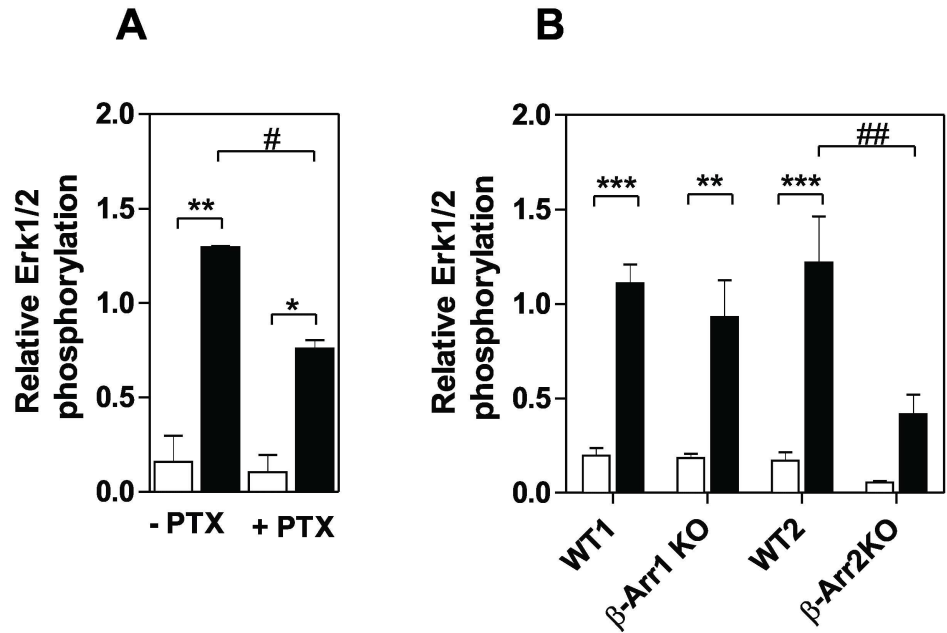 A
Relative Erk1/2
phosphorylation
2.0
1.5
1.0
0.5
0.0
#
**
*
- PTX
+ PTX
B
Relative Erk1/2
phosphorylation
2.0
1.5
1.0
0.5
0.0
***
**
***
##
WT1
β-Arr1 KO
WT2
β-Arr2KO